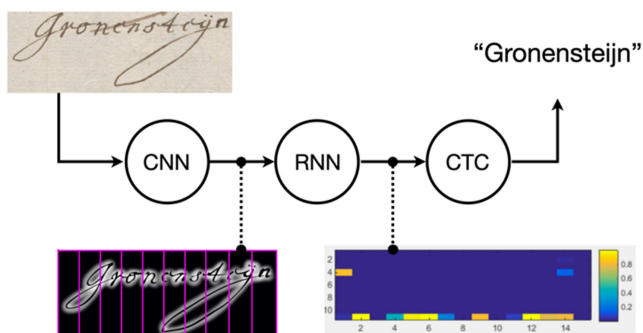 Gronensteijn
“Gronensteijn”
CNN
RNN
CTC
Gronensteijn
2
4
6
8
10
2 4 6 8 10 12 14
0.8
0.6
0.4
0.2